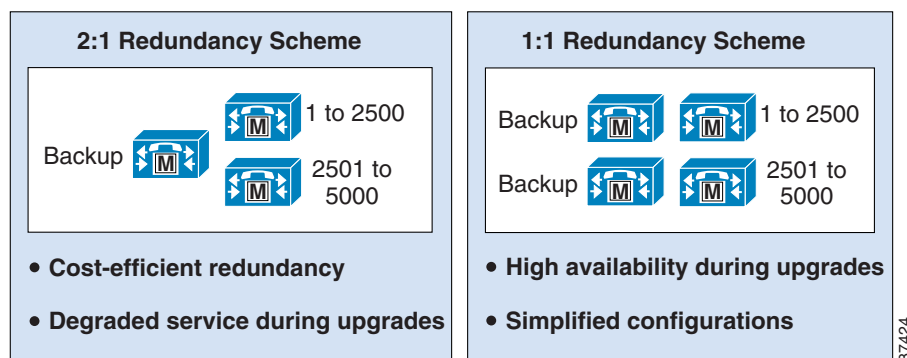 2:1 Redundancy Scheme
Backup
M
M
1 to 2500
M
2501 to
5000
• Cost-efficient redundancy
• Degraded service during upgrades
1:1 Redundancy Scheme
Backup
M
M
1 to 2500
Backup
M
M
2501 to
5000
• High availability during upgrades
• Simplified configurations